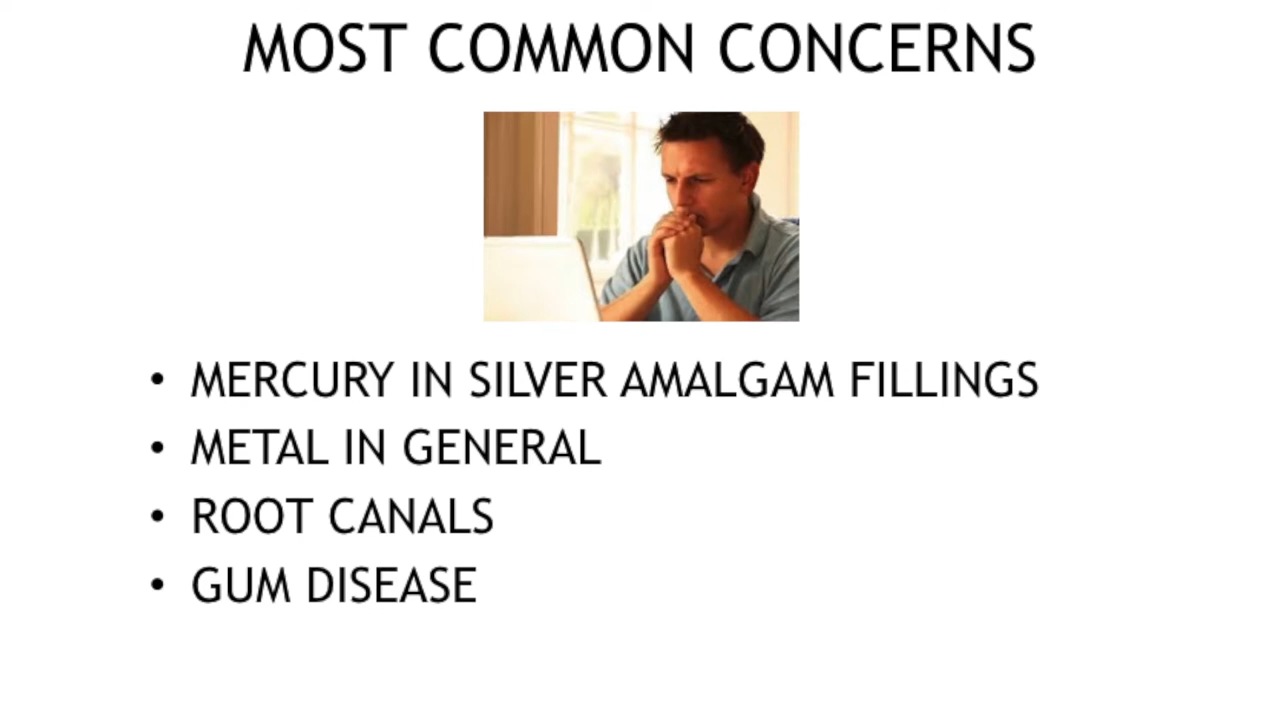 MOST COMMON CONCERNS
• MERCURY IN SILVER AMALGAM FILLINGS
• METAL IN GENERAL
• ROOT CANALS
• GUM DISEASE